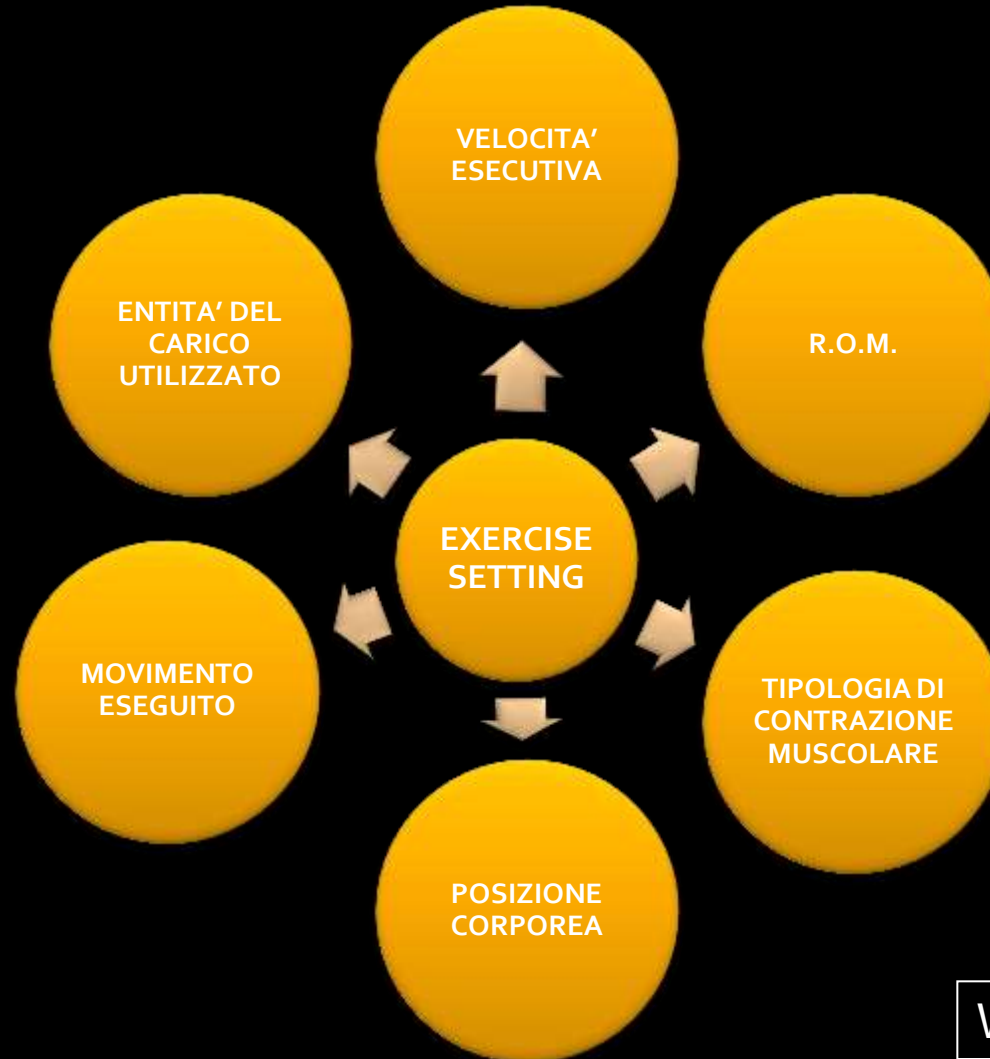 VELOCITA’
ESECUTIVA
ENTITA’ DEL
CARICO
UTILIZZATO
R.O.M.
EXERCISE
SETTING
MOVIMENTO
ESEGUITO
TIPOLOGIA DI
CONTRAZIONE
MUSCOLARE
POSIZIONE
CORPOREA